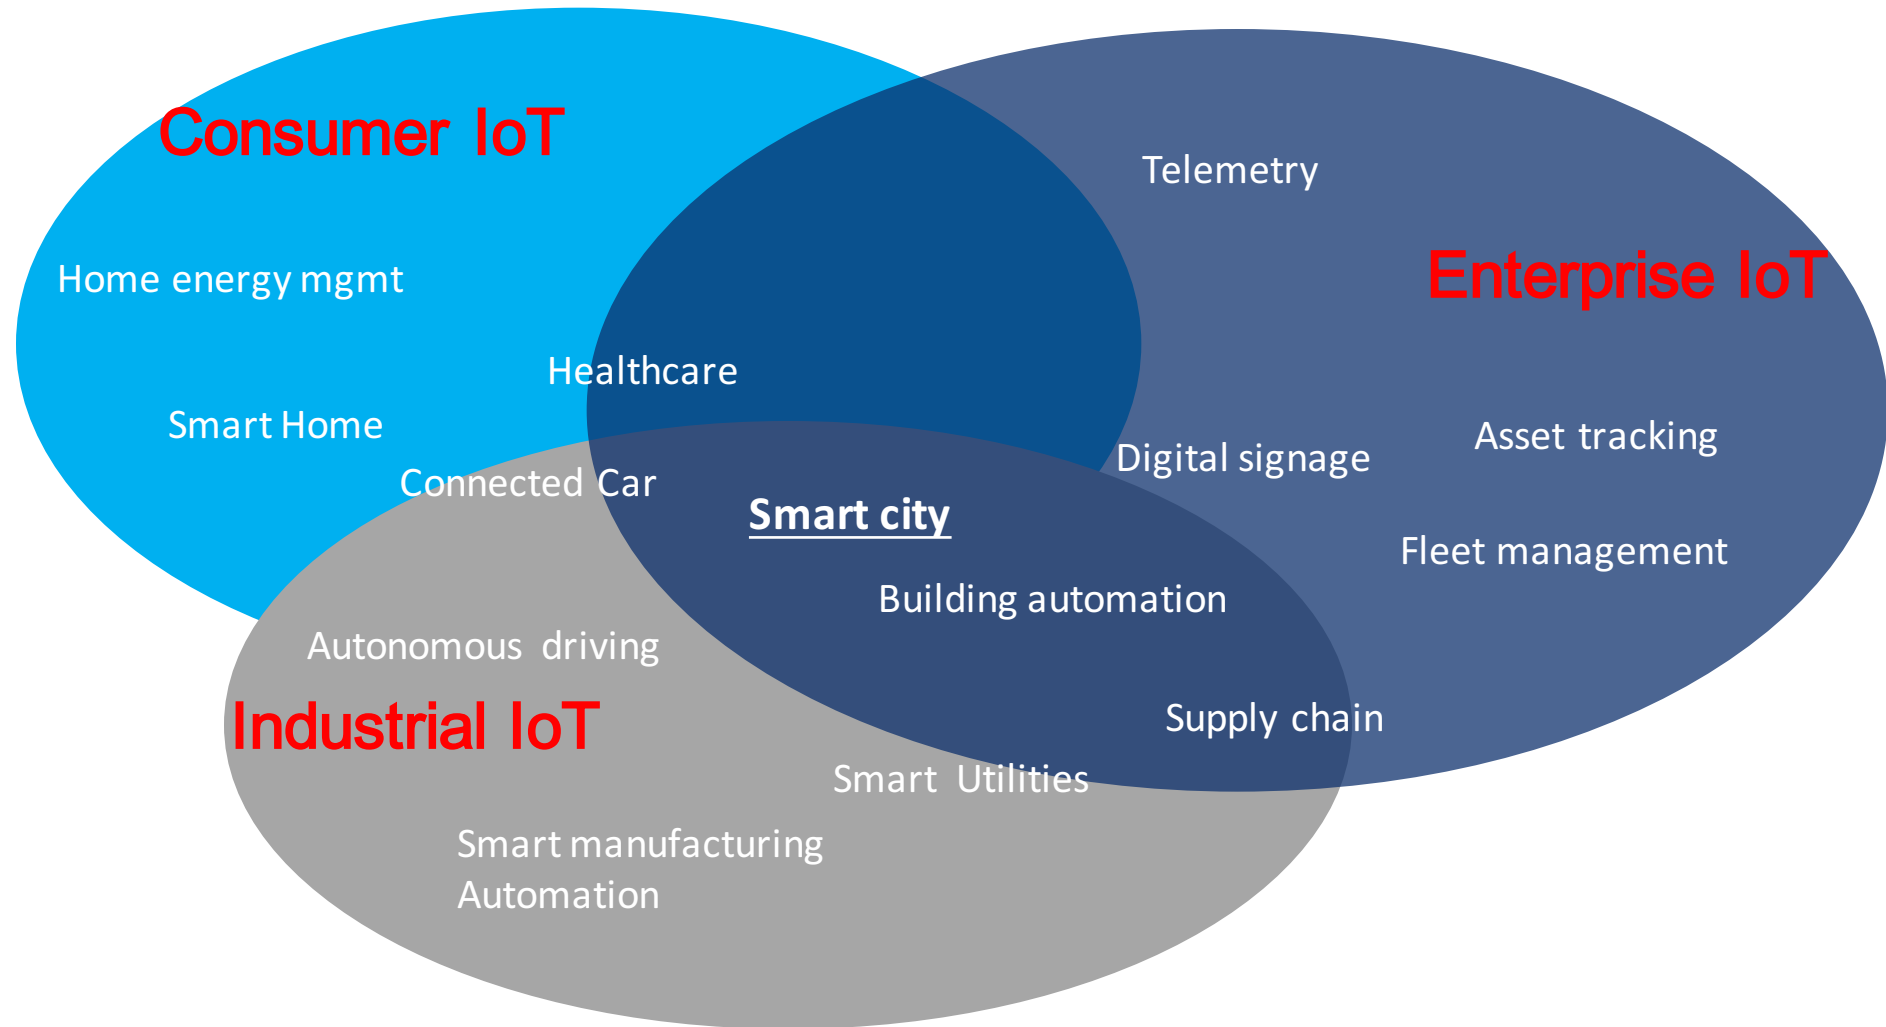 Consumer IoT
Telemetry
Enterprise IoT
Home energy mgmt
Healthcare
Smart Home
Asset tracking
Digital signage
Connected Car
Smart city
Fleet management
Building automation
Autonomous driving
Industrial IoT
Supply chain
Smart Utilities
Smart manufacturing
Automation